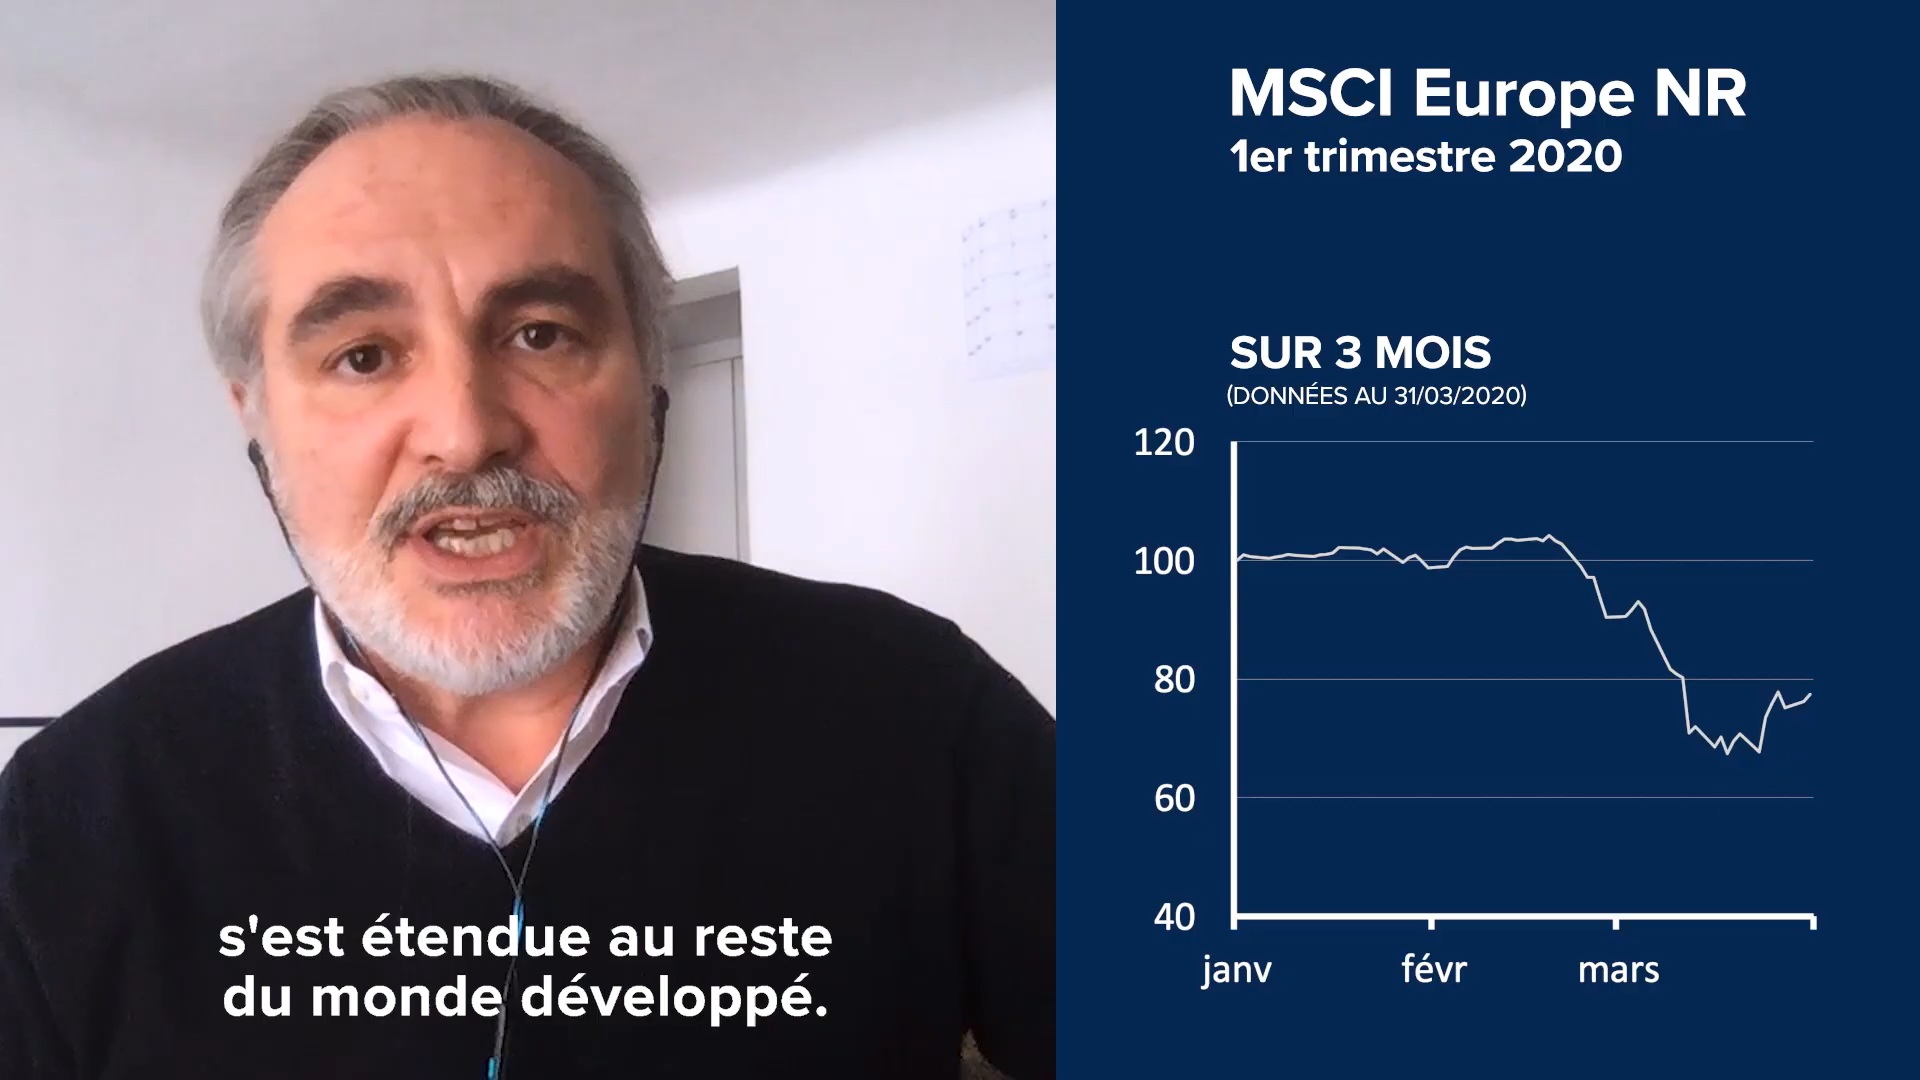 MSCI Europe NR
1er trimestre 2020
SUR 3 MOIS
(DONNÉES AU 31/03/2020)
120
100
80
60
40
janv févr mars
s'est étendue au reste
du monde développé.